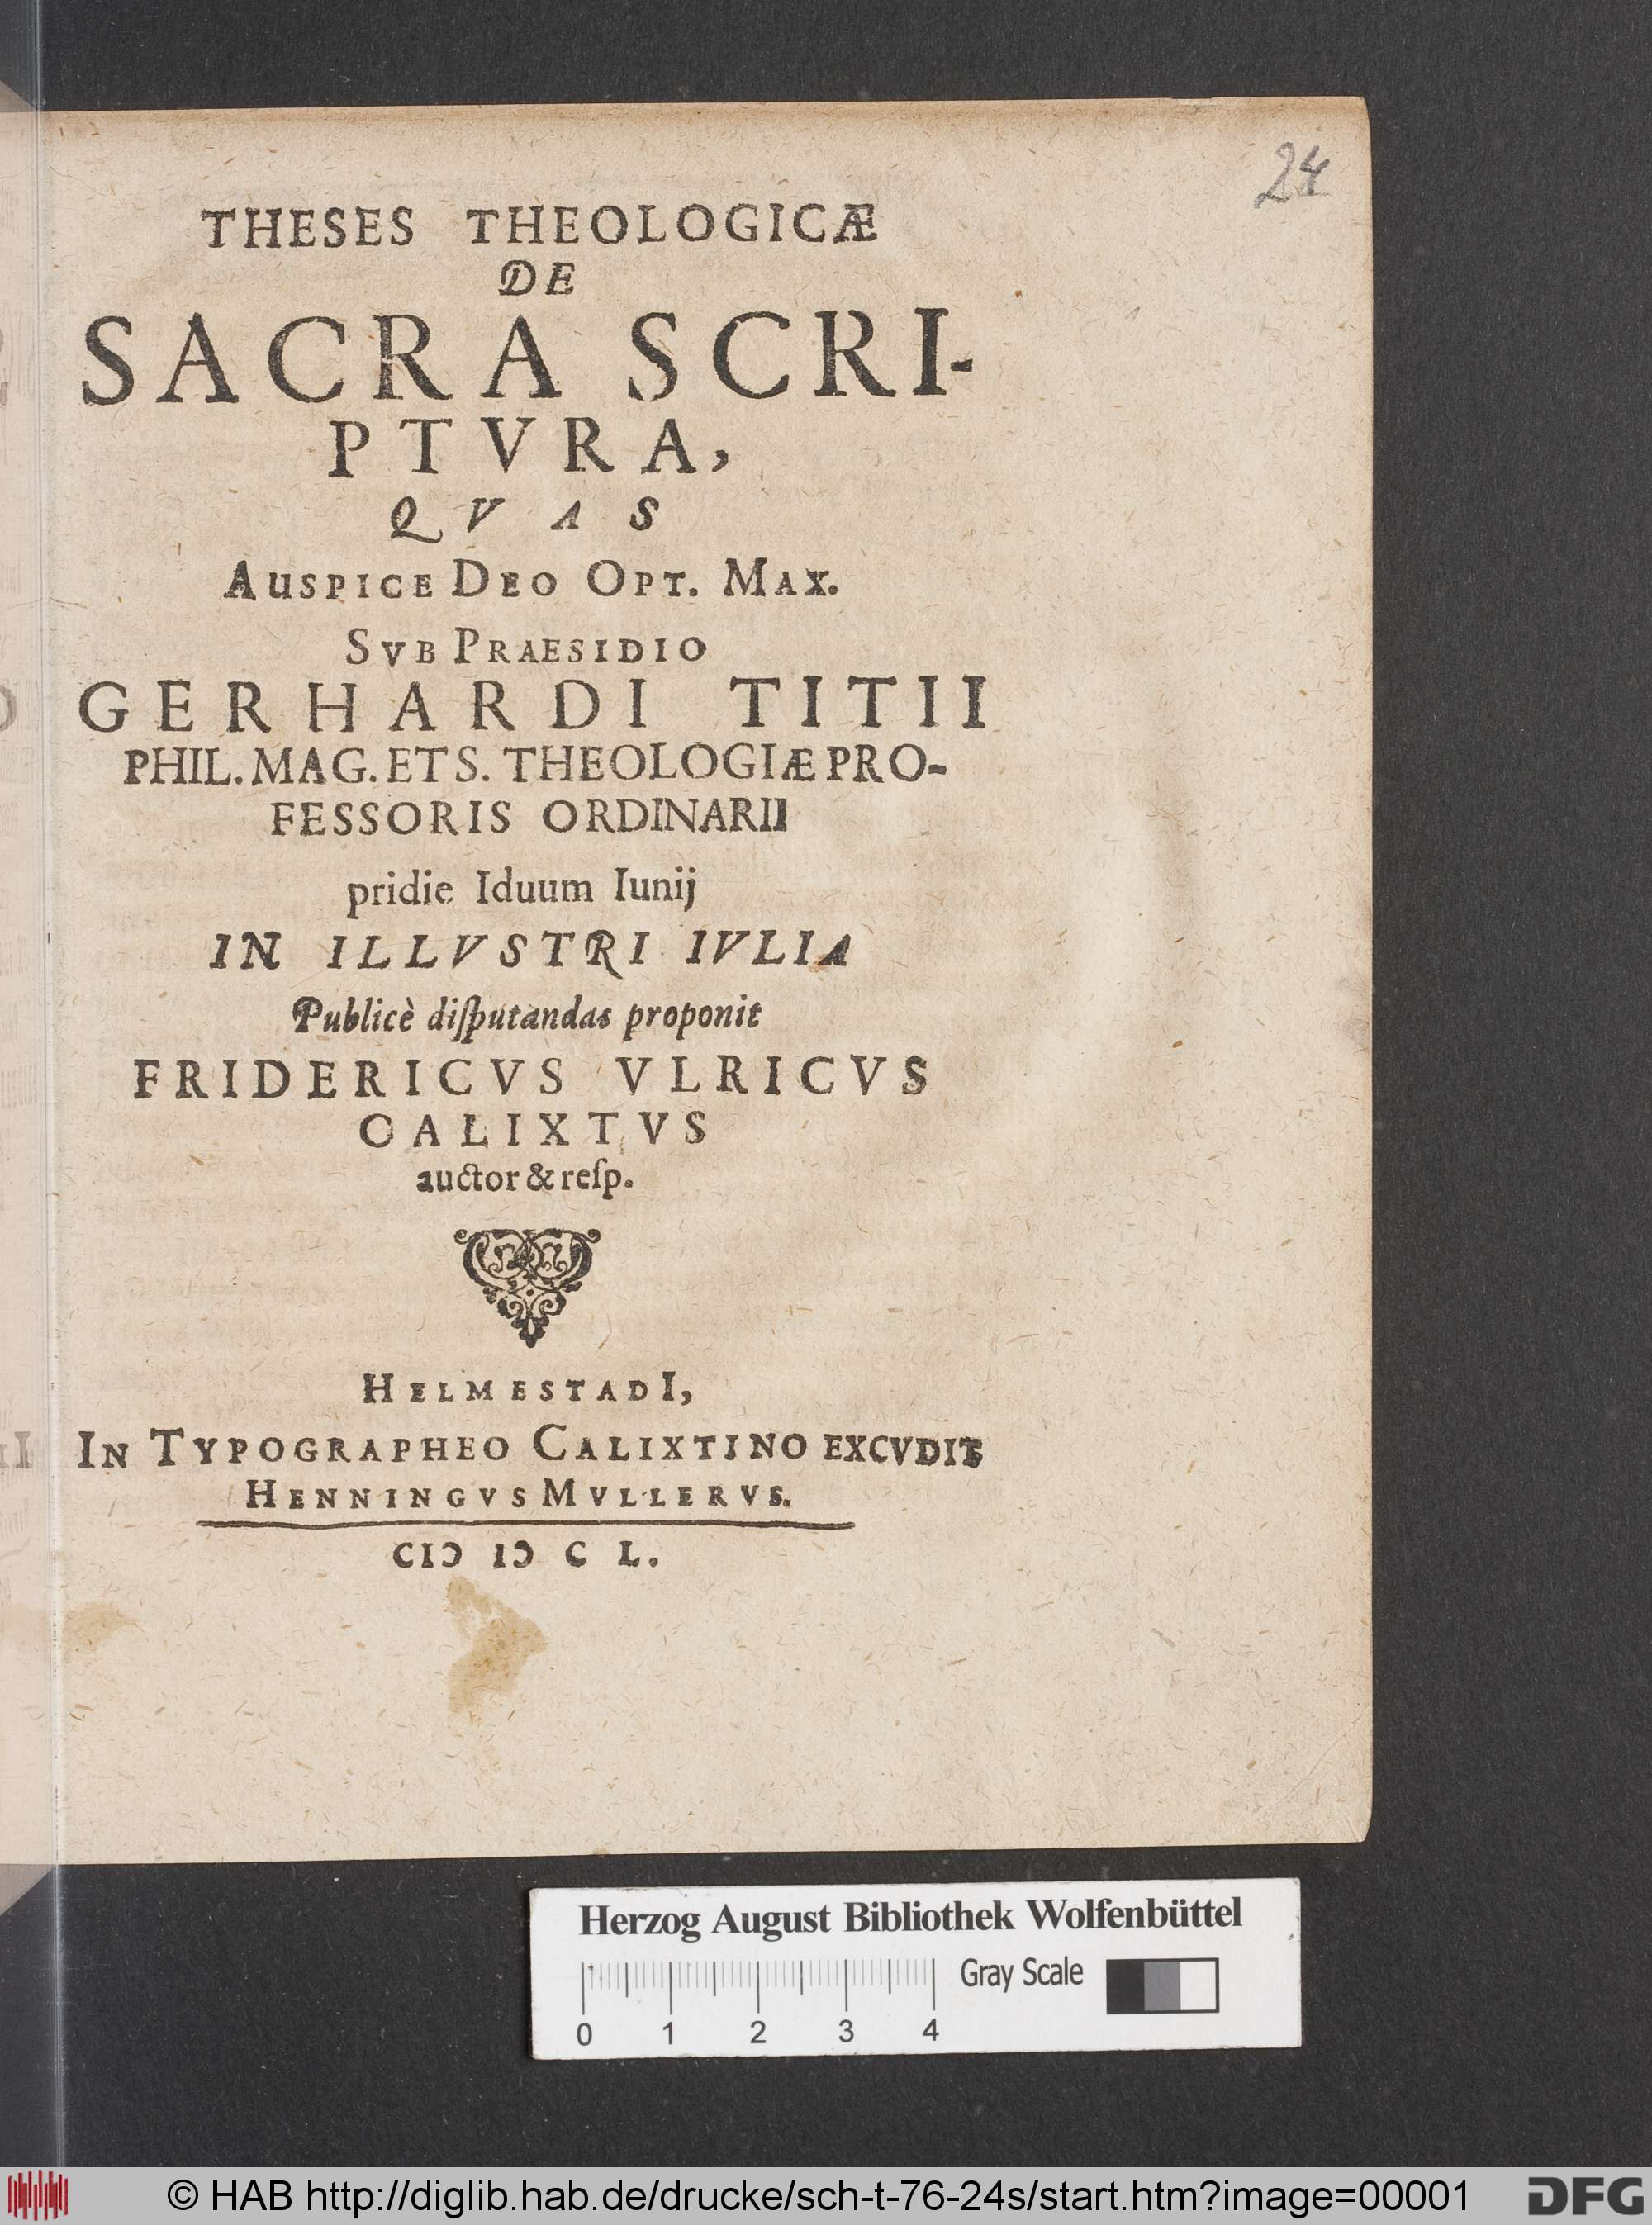 24
THESES THEOLOGICÆ
DE
SACRA SCRI-
PTVRA,
QVAS
AUSPICE DEO OPT. MAX.
SVB PRAESIDIO
GERHARDI TITII
PHIL. MAG. ET S. THEOLOGIÆ PRO-
FESSORIS ORDINARII
pridie Iduum Iunij
IN ILLVSTRI IVLIA
Publicè diſputandas proponit
FRIDERICVS VLRICVS
CALIXTVS
auctor & reſp.
HELMESTADI,
IN TYPOGRAPHEO CALIXTINO EXCVDIT
HENNINGVS MVLLERVS.
CIↃ IↃ C L.
Herzog August Bibliothek Wolfenbüttel
Gray Scale
0 1 2 3 4
© HAB http://diglib.hab.de/drucke/sch-t-76-24s/start.htm?image=00001
DFG